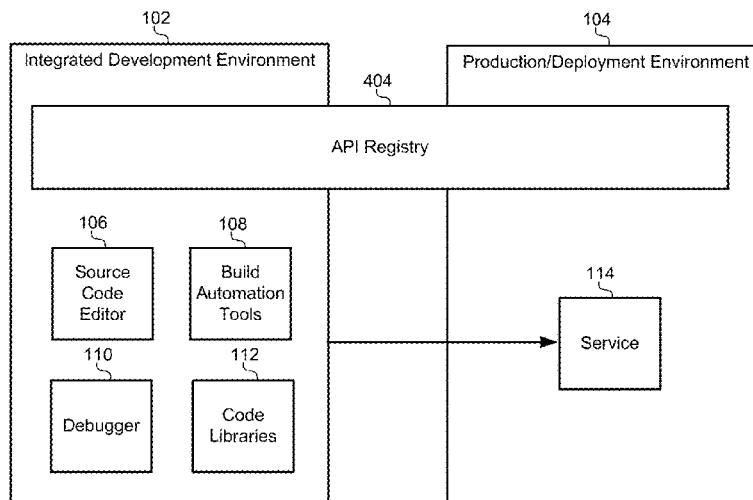 102
104
Integrated Development Environment
Production/Deployment Environment
404
API Registry
106
108
Source
Code
Editor
Build
Automation
Tools
114
Service
110
112
Debugger
Code
Libraries